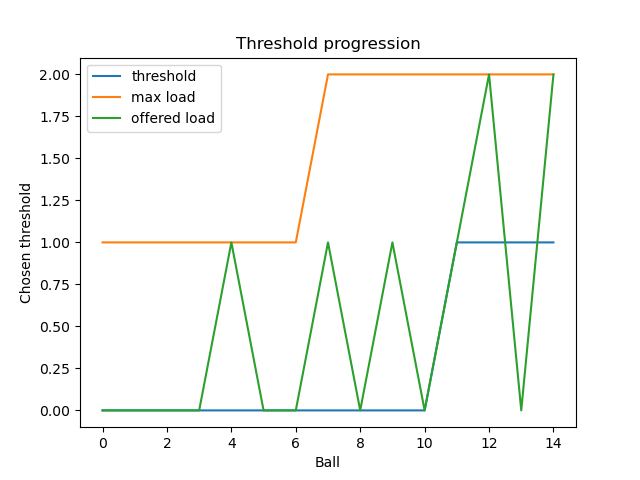 Threshold progression
threshold
max load
offered load
2.00
1.75
1.50
1.25
1.00
0.75
0.50
0.25
0.00
Chosen threshold
0 2 4 6 8 10 12 14
Ball